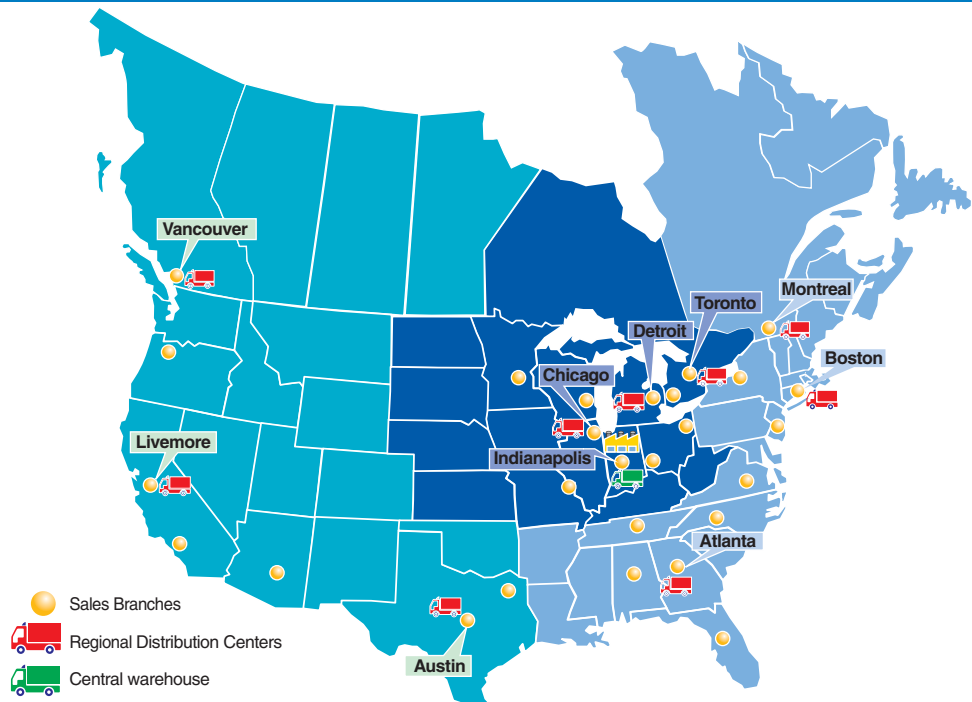 Vancouver
Montreal
Toronto
Detroit
Boston
Chicago
Livemore
Indianapolis
Atlanta
Sales Branches
Regional Distribution Centers
Austin
Central warehouse